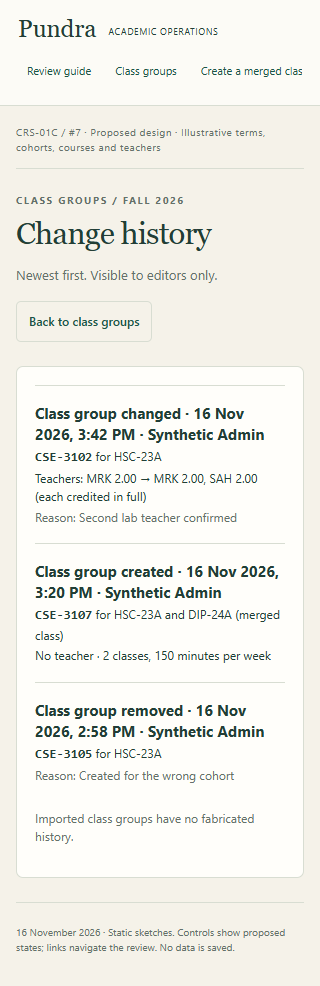 Pundra ACADEMIC OPERATIONS
Review guide Class groups Create a merged clas
CRS-01C / #7 · Proposed design · Illustrative terms,
cohorts, courses and teachers
CLASS GROUPS / FALL 2026
Change history
Newest first. Visible to editors only.
Back to class groups
Class group changed · 16 Nov
2026, 3:42 PM · Synthetic Admin
CSE-3102 for HSC-23A
Teachers: MRK 2.00 → MRK 2.00, SAH 2.00
(each credited in full)
Reason: Second lab teacher confirmed
Class group created · 16 Nov 2026,
3:20 PM · Synthetic Admin
CSE-3107 for HSC-23A and DIP-24A (merged
class)
No teacher · 2 classes, 150 minutes per week
Class group removed · 16 Nov
2026, 2:58 PM · Synthetic Admin
CSE-3105 for HSC-23A
Reason: Created for the wrong cohort
Imported class groups have no fabricated
history.
16 November 2026 · Static sketches. Controls show proposed
states; links navigate the review. No data is saved.